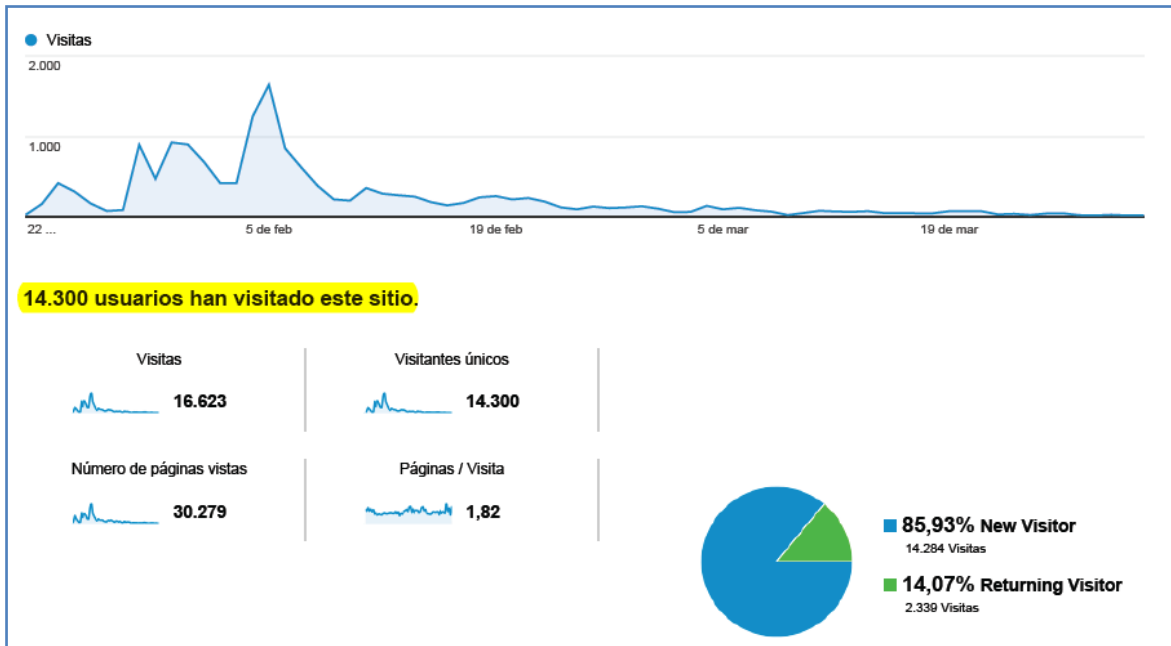 Visitas
2.000
1.000
22 ...
5 de feb
19 de feb
5 de mar
19 de mar
14.300 usuarios han visitado este sitio.
Visitas
16.623
Visitantes únicos
14.300
Número de páginas vistas
30.279
Páginas / Visita
1,82
85,93% New Visitor
14.284 Visitas
14,07% Returning Visitor
2.339 Visitas